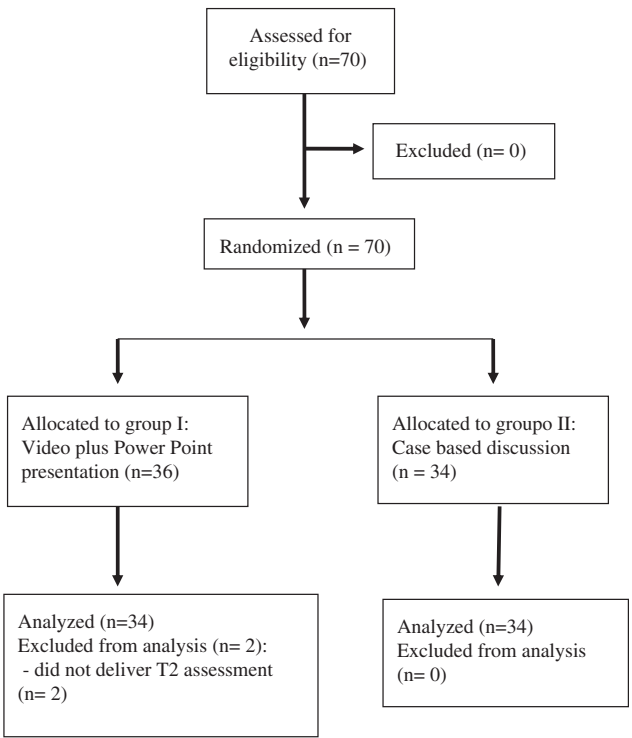 Assessed for
eligibility (n=70)
Excluded (n= 0)
Randomized (n = 70)
Allocated to group I:
Video plus Power Point
presentation (n=36)
Allocated to groupo II:
Case based discussion
(n = 34)
Analyzed (n=34)
Excluded from analysis (n= 2):
- did not deliver T2 assessment
(n= 2)
Analyzed (n=34)
Excluded from analysis
(n= 0)